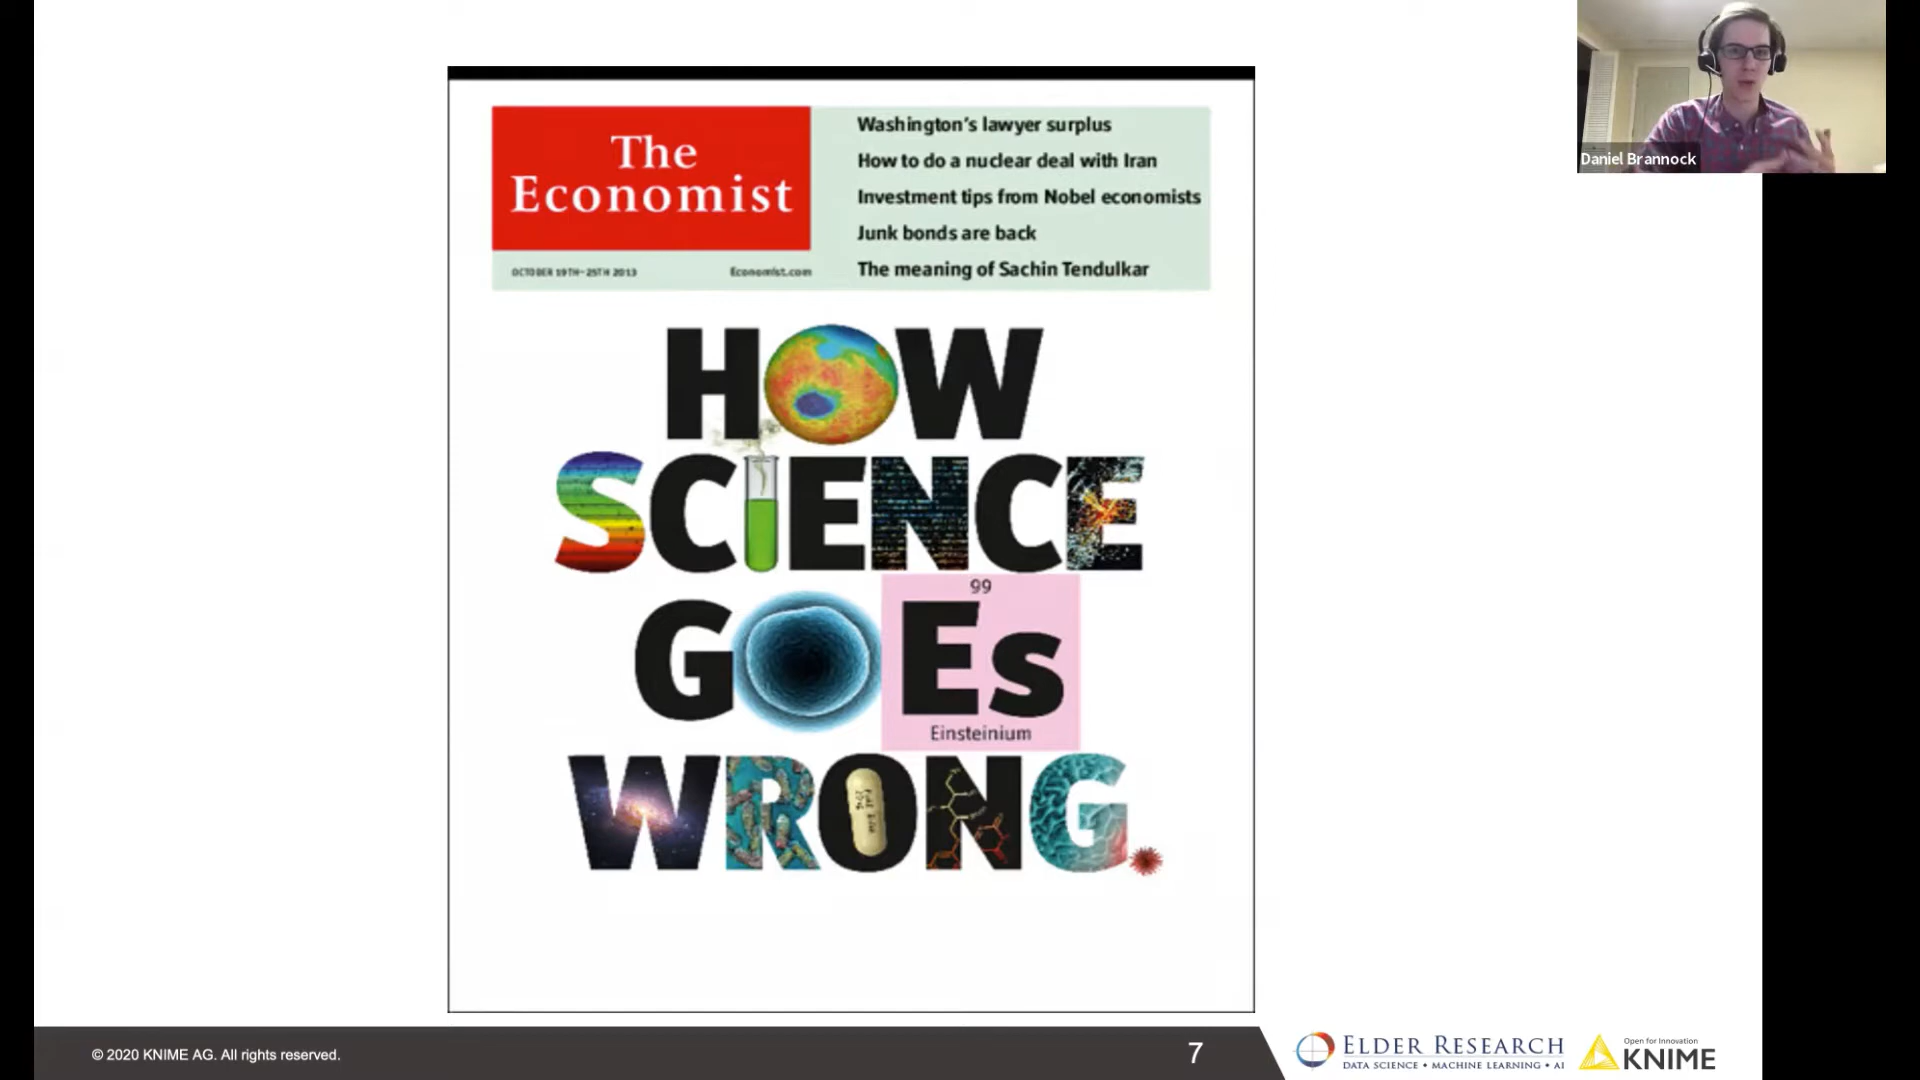 The
Economist
OCTOBER 19TH–25TH 2013
Economist.com
Washington's lawyer surplus
How to do a nuclear deal with Iran
Investment tips from Nobel economists
Junk bonds are back
The meaning of Sachin Tendulkar
HOW
SCIENCE
99
GOEs
Einsteinium
WRONG.
Daniel Brannock
© 2020 KNIME AG. All rights reserved.
7
ELDER RESEARCH
DATA SCIENCE • MACHINE LEARNING • AI
Open for Innovation
KNIME